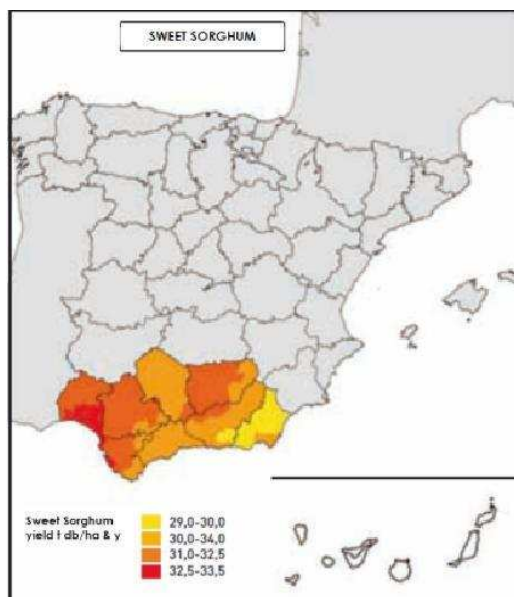 SWEET SORGHUM
Sweet Sorghum
yield t db/ha & y
29,0-30,0
30,0-34,0
31,0-32,5
32,5-33,5